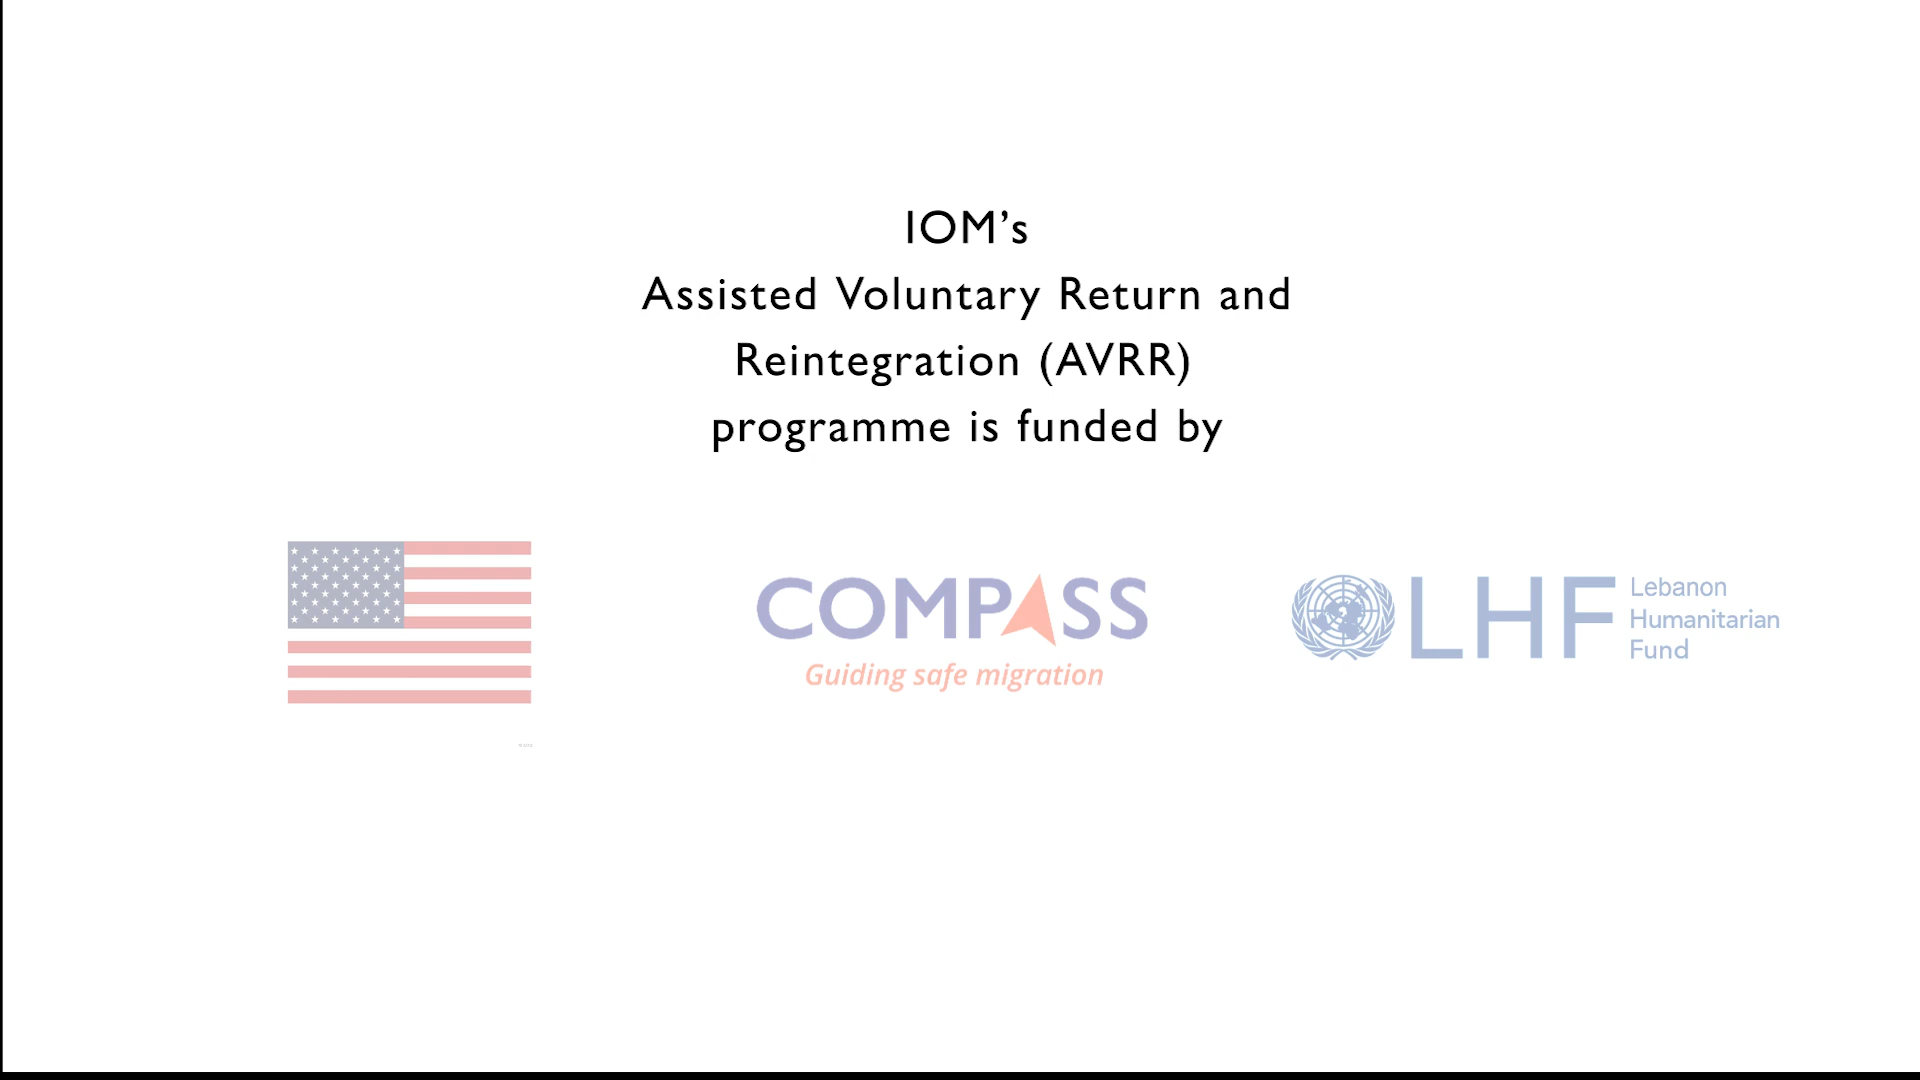 IOM’s
Assisted Voluntary Return and
Reintegration (AVRR)
programme is funded by
COMPASS
Guiding safe migration
LHF
Lebanon
Humanitarian
Fund